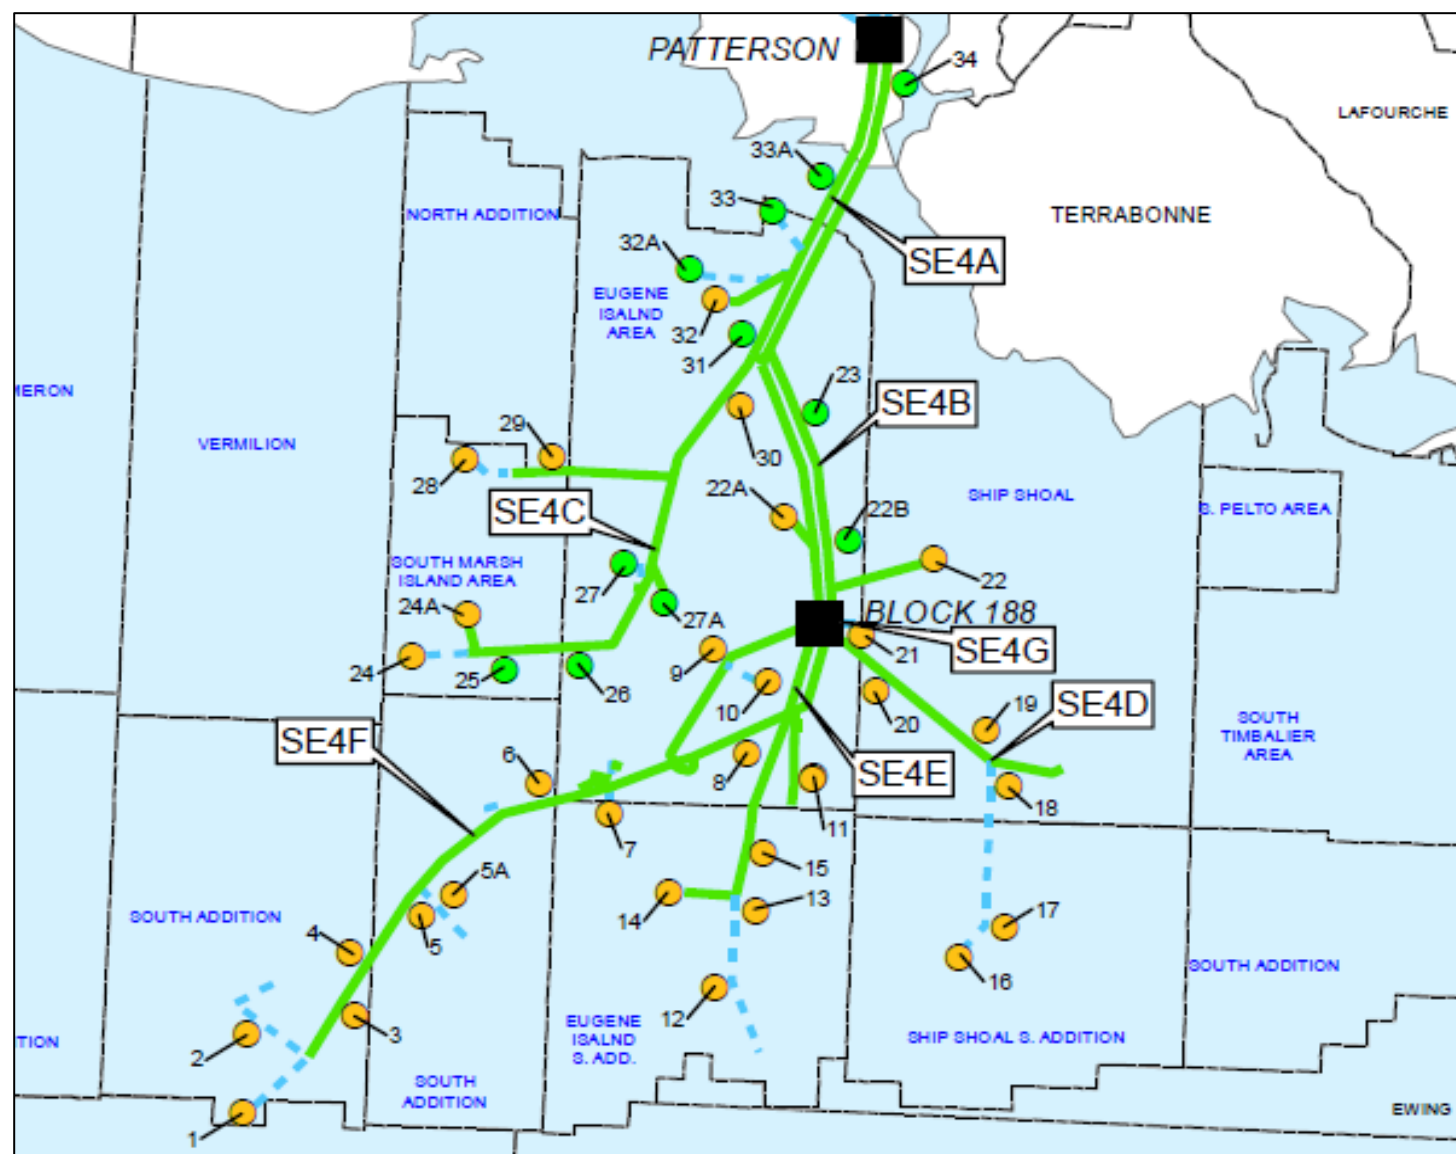 PATTERSON
34
LAFOURCHE
33A
33
NORTH ADDITION
TERRABONNE
32A
SE4A
EUGENE
ISALND
AREA
32
31
MERON
23
SE4B
VERMILION
29
30
28
22A
SHIP SHOAL
S. PELTO AREA
SE4C
22B
SOUTH MARSH
ISLAND AREA
22
27
24A
27A
BLOCK 188
21
SE4G
24
25
26
9
10
20
19
SE4D
SOUTH
TIMBALIER
AREA
SE4F
6
8
SE4E
18
7
11
15
5A
14
13
SOUTH ADDITION
5
4
17
16
SOUTH ADDITION
12
3
2
EUGENE
ISALND
S. ADD.
SHIP SHOAL S. ADDITION
TION
SOUTH
ADDITION
EWING
1